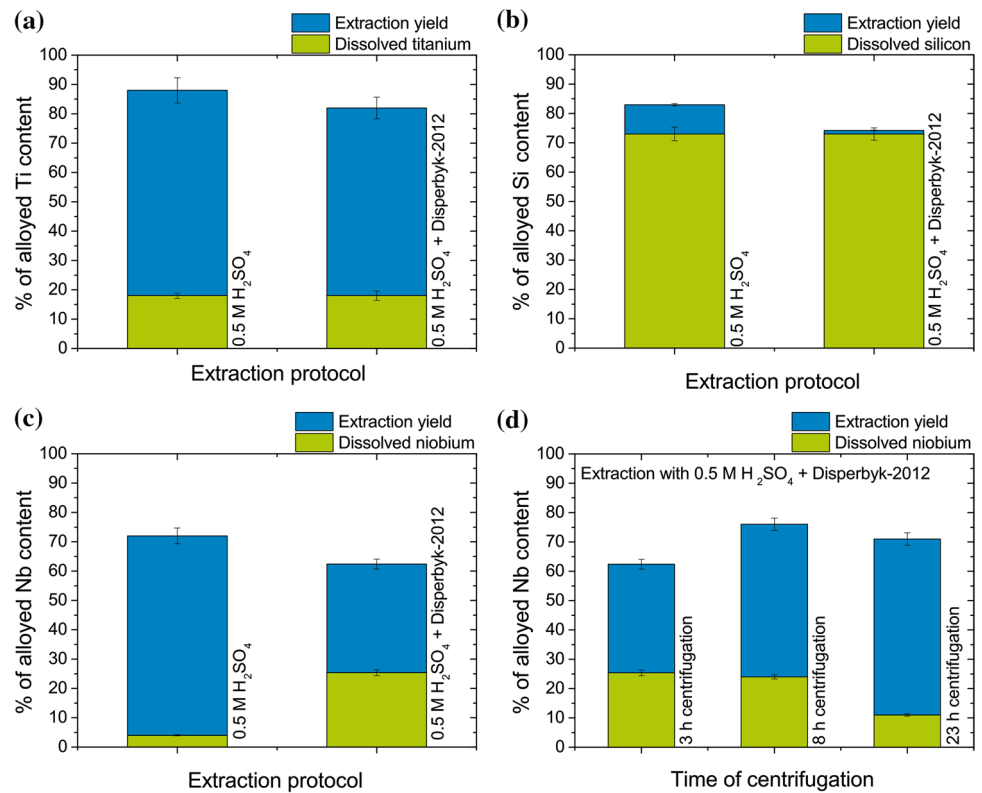 (a)
Extraction yield
Dissolved titanium
% of alloyed Ti content
100
90
80
70
60
50
40
30
20
10
0
0.5 M H₂SO₄
0.5 M H₂SO₄ + Disperbyk-2012
Extraction protocol
(b)
Extraction yield
Dissolved silicon
% of alloyed Si content
100
90
80
70
60
50
40
30
20
10
0
0.5 M H₂SO₄
0.5 M H₂SO₄ + Disperbyk-2012
Extraction protocol
(c)
Extraction yield
Dissolved niobium
% of alloyed Nb content
100
90
80
70
60
50
40
30
20
10
0
0.5 M H₂SO₄
0.5 M H₂SO₄ + Disperbyk-2012
Extraction protocol
(d)
Extraction yield
Dissolved niobium
Extraction with 0.5 M H ₂SO₄ + Disperbyk-2012
% of alloyed Nb content
100
90
80
70
60
50
40
30
20
10
0
3 h centrifugation
8 h centrifugation
23 h centrifugation
Time of centrifugation